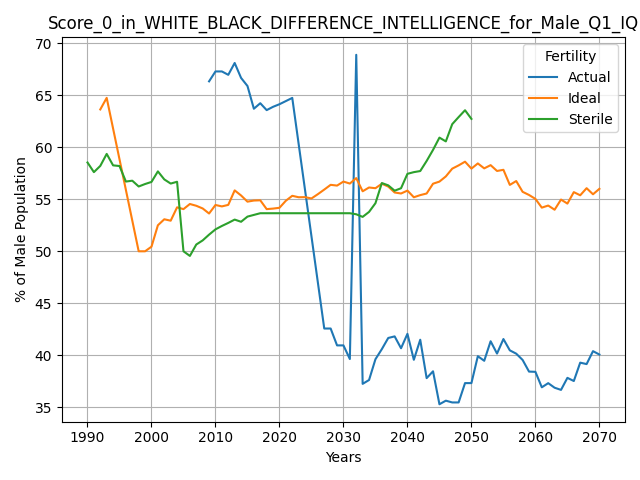 Score_0_in_WHITE_BLACK_DIFFERENCE_INTELLIGENCE_for_Male_Q1_IQ
Fertility
Actual
Ideal
Sterile
% of Male Population
70
65
60
55
50
45
40
35
1990 2000 2010 2020 2030 2040 2050 2060 2070
Years